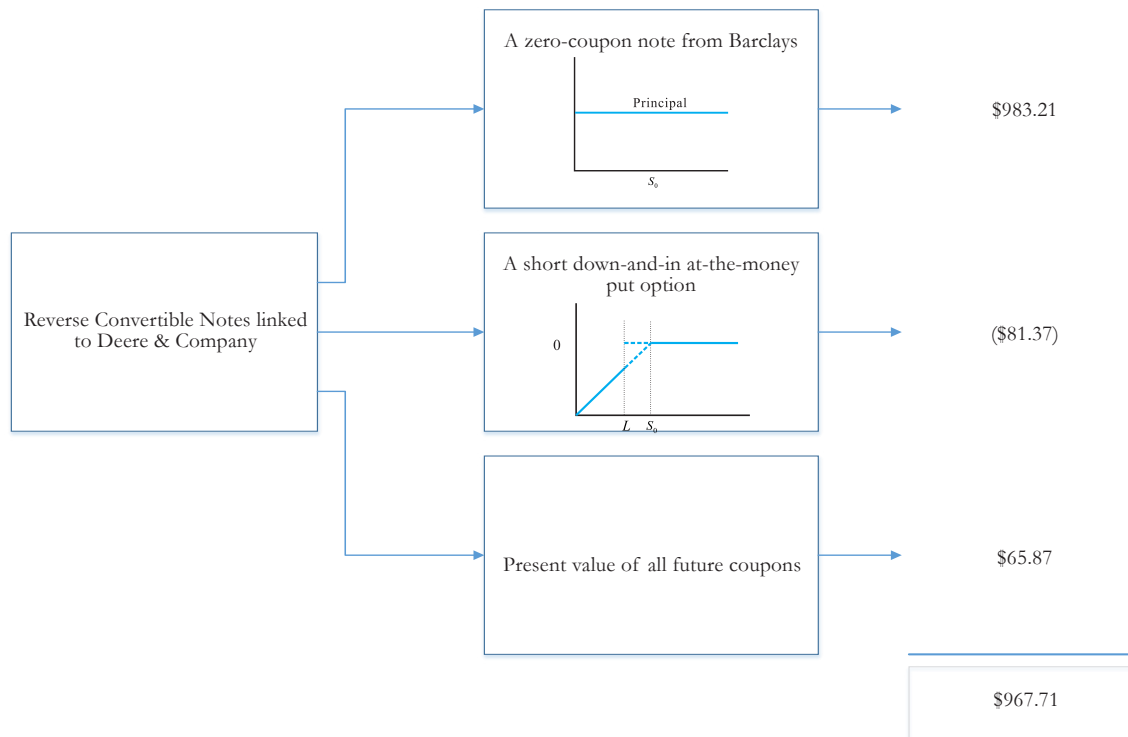 A zero-coupon note from Barclays
Principal
S₀
$983.21
Reverse Convertible Notes linked
to Deere & Company
A short down-and-in at-the-money
put option
0
L S₀
($81.37)
Present value of all future coupons
$65.87
$967.71